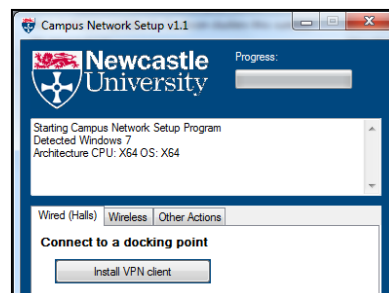 Campus Network Setup v1.1
Newcastle
University
Progress:
Starting Campus Network Setup Program
Detected Windows 7
Architecture CPU: X64 OS: X64
Wired (Halls) Wireless Other Actions
Connect to a docking point
Install VPN client